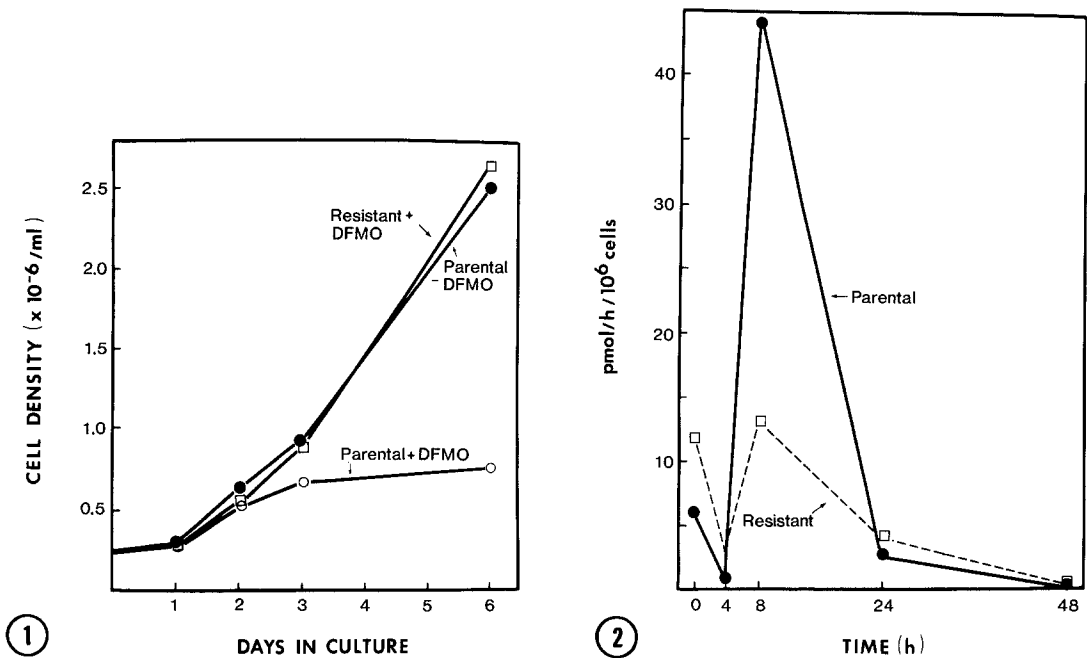 CELL DENSITY (x 10⁻⁶/ml)
2.5
2.0
1.5
1.0
0.5
Resistant +
DFMO
Parental
-DFMO
Parental + DFMO
1 2 3 4 5 6
DAYS IN CULTURE
1
pmol/h/10⁶ cells
40
30
20
10
Parental
Resistant
0 4 8 24 48
TIME (h)
2